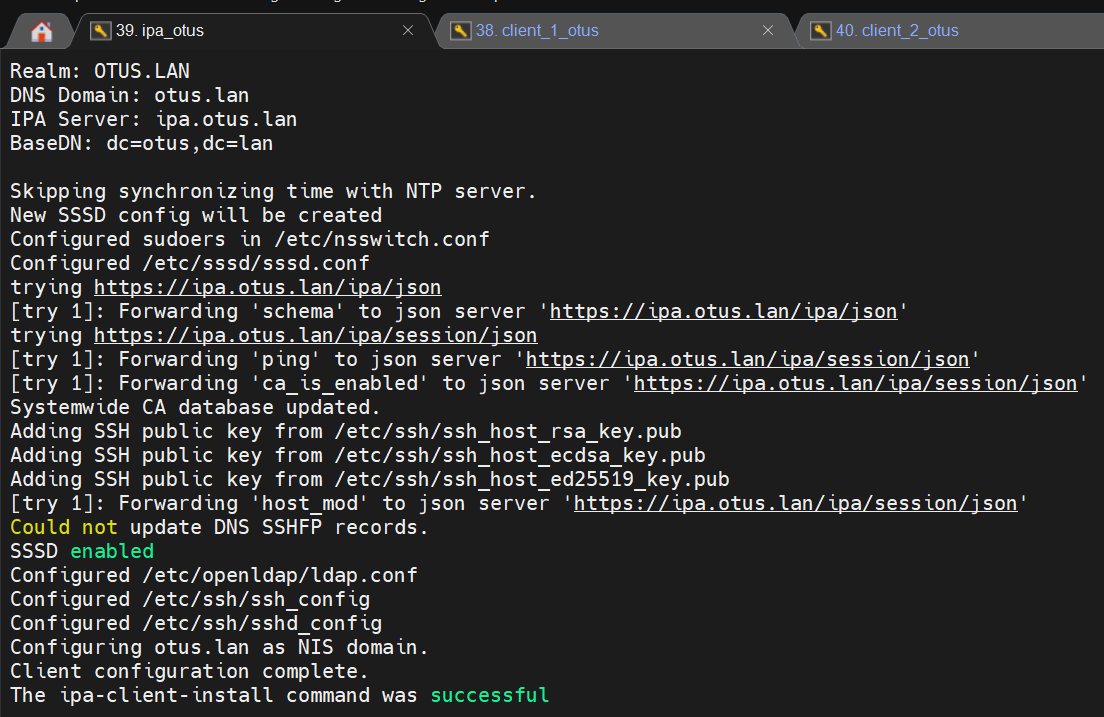 39. ipa_otus
38. client_1_otus
40. client_2_otus
Realm: OTUS.LAN
DNS Domain: otus.lan
IPA Server: ipa.otus.lan
BaseDN: dc=otus,dc=lan
Skipping synchronizing time with NTP server.
New SSSD config will be created
Configured sudoers in /etc/nsswitch.conf
Configured /etc/sssd/sssd.conf
trying https://ipa.otus.lan/ipa/json
[try 1]: Forwarding 'schema' to json server 'https://ipa.otus.lan/ipa/json'
trying https://ipa.otus.lan/ipa/session/json
[try 1]: Forwarding 'ping' to json server 'https://ipa.otus.lan/ipa/session/json'
[try 1]: Forwarding 'ca_is_enabled' to json server 'https://ipa.otus.lan/ipa/session/json'
Systemwide CA database updated.
Adding SSH public key from /etc/ssh/ssh_host_rsa_key.pub
Adding SSH public key from /etc/ssh/ssh_host_ecdsa_key.pub
Adding SSH public key from /etc/ssh/ssh_host_ed25519_key.pub
[try 1]: Forwarding 'host_mod' to json server 'https://ipa.otus.lan/ipa/session/json'
Could not update DNS SSHFP records.
SSSD enabled
Configured /etc/openldap/ldap.conf
Configured /etc/ssh/ssh_config
Configured /etc/ssh/sshd_config
Configuring otus.lan as NIS domain.
Client configuration complete.
The ipa-client-install command was successful